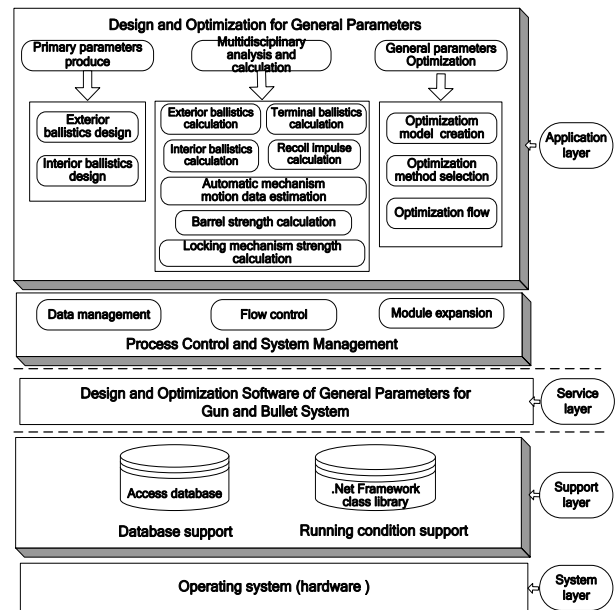 Design and Optimization for General Parameters
Primary parameters
produce
Multidisciplinary
analysis and
calculation
General parameters
Optimization
Exterior
ballistics design
Interior ballistics
design
Exterior ballistics
calculation
Terminal ballistics
calculation
Interior ballistics
calculation
Recoil impulse
calculation
Automatic mechanism
motion data estimation
Barrel strength calculation
Locking mechanism strength
calculation
Optimizatiom
model creation
Optimization
method selection
Optimization flow
Application
layer
Data management
Flow control
Module expansion
Process Control and System Management
Design and Optimization Software of General Parameters for
Gun and Bullet System
Service
layer
Access database
.Net Framework
class library
Database support
Running condition support
Support
layer
Operating system (hardware )
System
layer